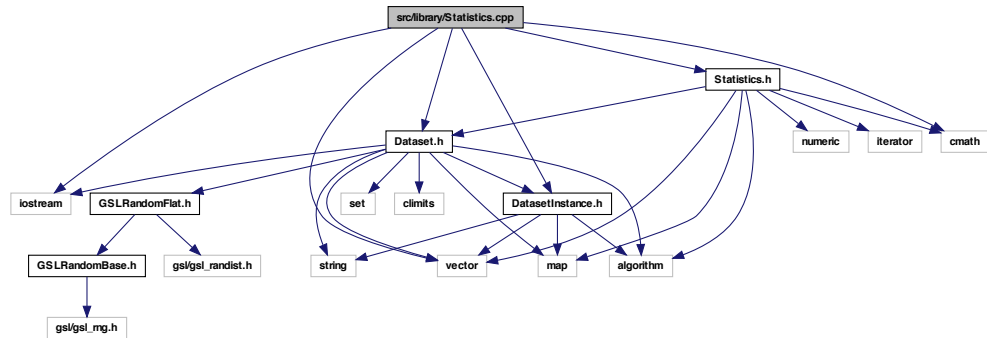 src/library/Statistics.cpp
Statistics.h
Dataset.h
numeric
iterator
cmath
iostream
GSLRandomFlat.h
set
climits
DatasetInstance.h
GSLRandomBase.h
gsl/gsl_randist.h
string
vector
map
algorithm
gsl/gsl_rng.h